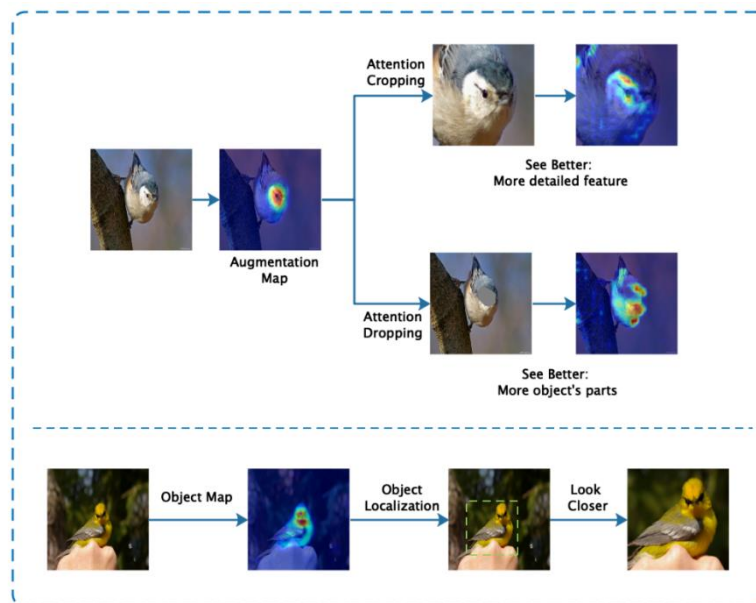 Attention
Cropping
See Better:
More detailed feature
Augmentation
Map
Attention
Dropping
See Better:
More object's parts
Object Map
Object
Localization
Look
Closer